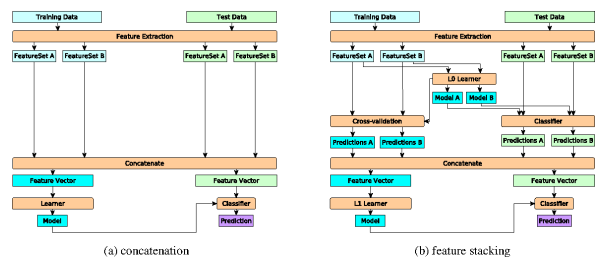 Training Data Test Data
Feature Extraction
FeatureSet A FeatureSet B FeatureSet A FeatureSet B
Concatenate
Feature Vector Feature Vector
Learner Classifier
Model Prediction
(a) concatenation
Training Data Test Data
Feature Extraction
FeatureSet A FeatureSet B FeatureSet A FeatureSet B
L0 Learner
Model A Model B
Cross-validation Classifier
Predictions A Predictions B Predictions A Predictions B
Concatenate
Feature Vector Feature Vector
L1 Learner Classifier
Model Prediction
(b) feature stacking